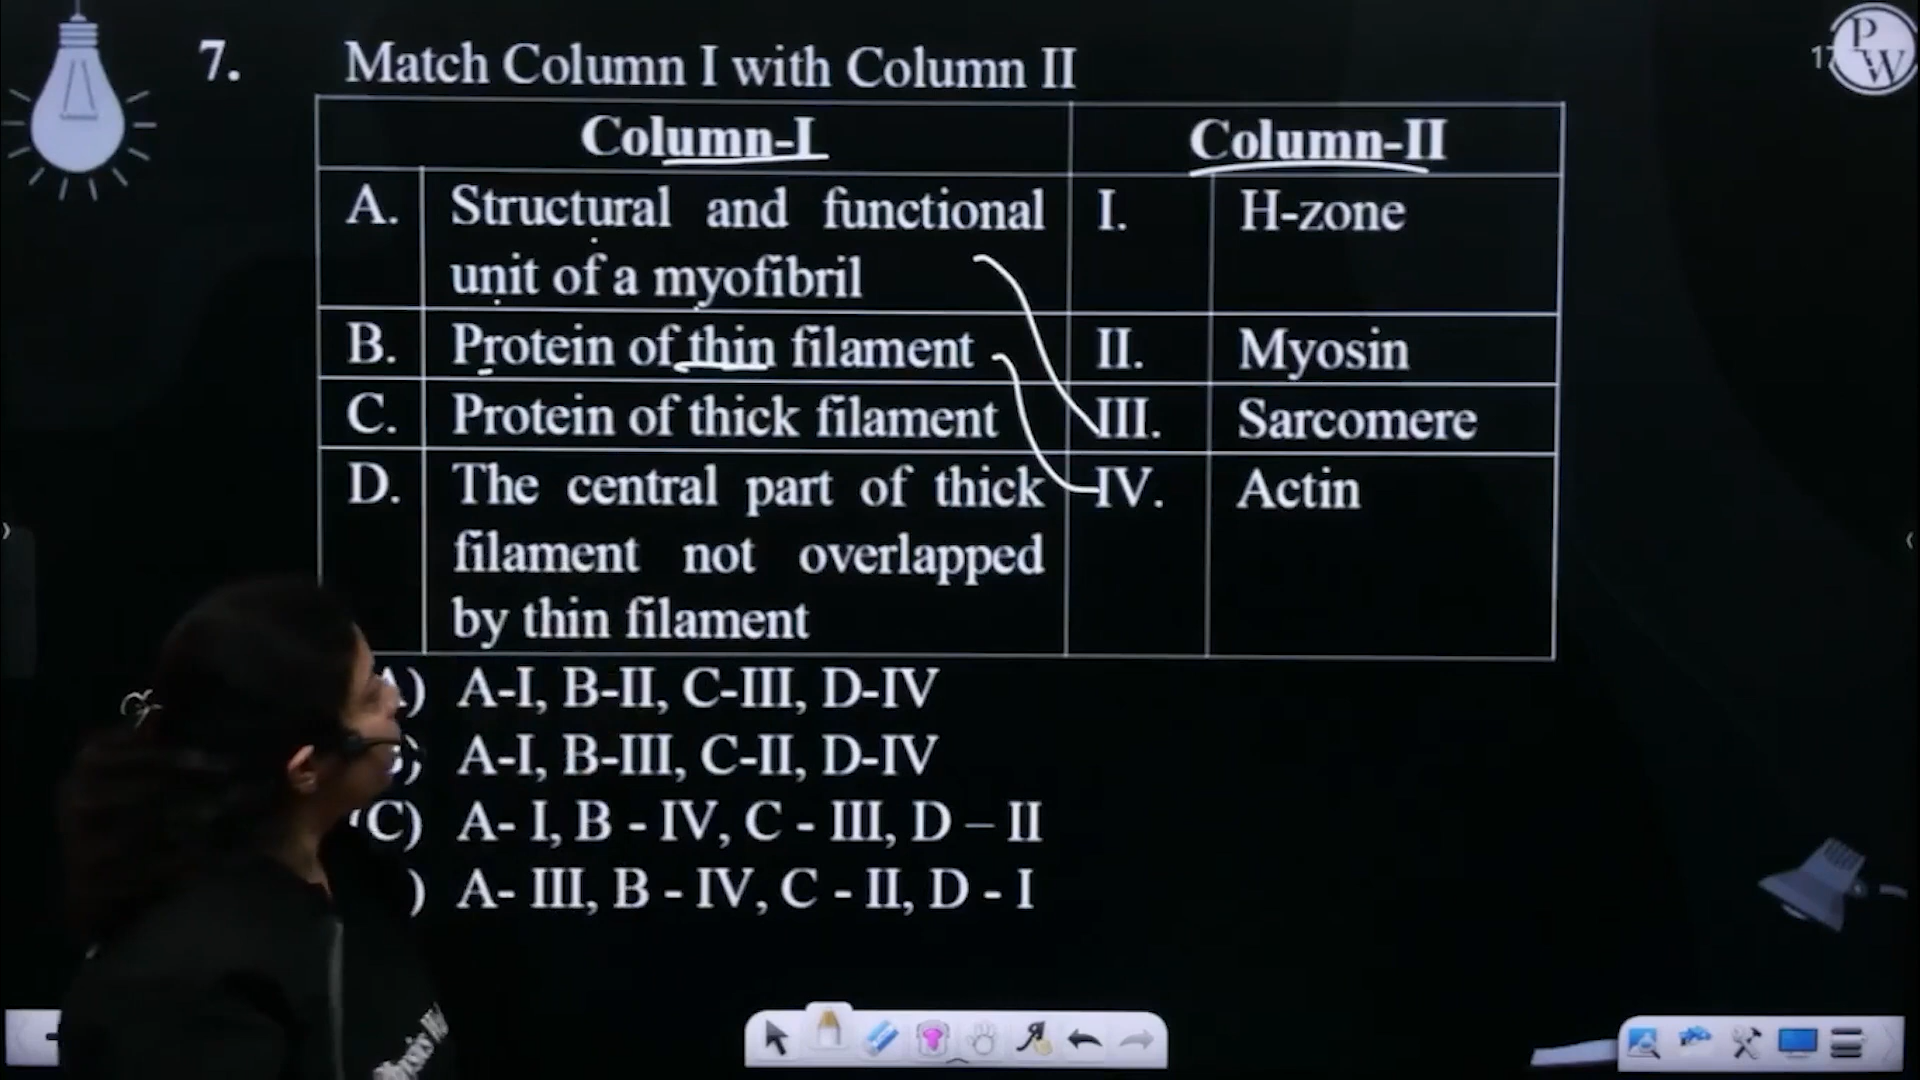 7. Match Column I with Column II
Column-I Column-II
A. Structural and functional I. H-zone
unit of a myofibril
B. Protein of thin filament II. Myosin
C. Protein of thick filament III. Sarcomere
D. The central part of thick IV. Actin
filament not overlapped
by thin filament
A) A-I, B-II, C-III, D-IV
A-I, B-III, C-II, D-IV
(C) A- I, B - IV, C - III, D – II
) A- III, B - IV, C - II, D - I
17
PW